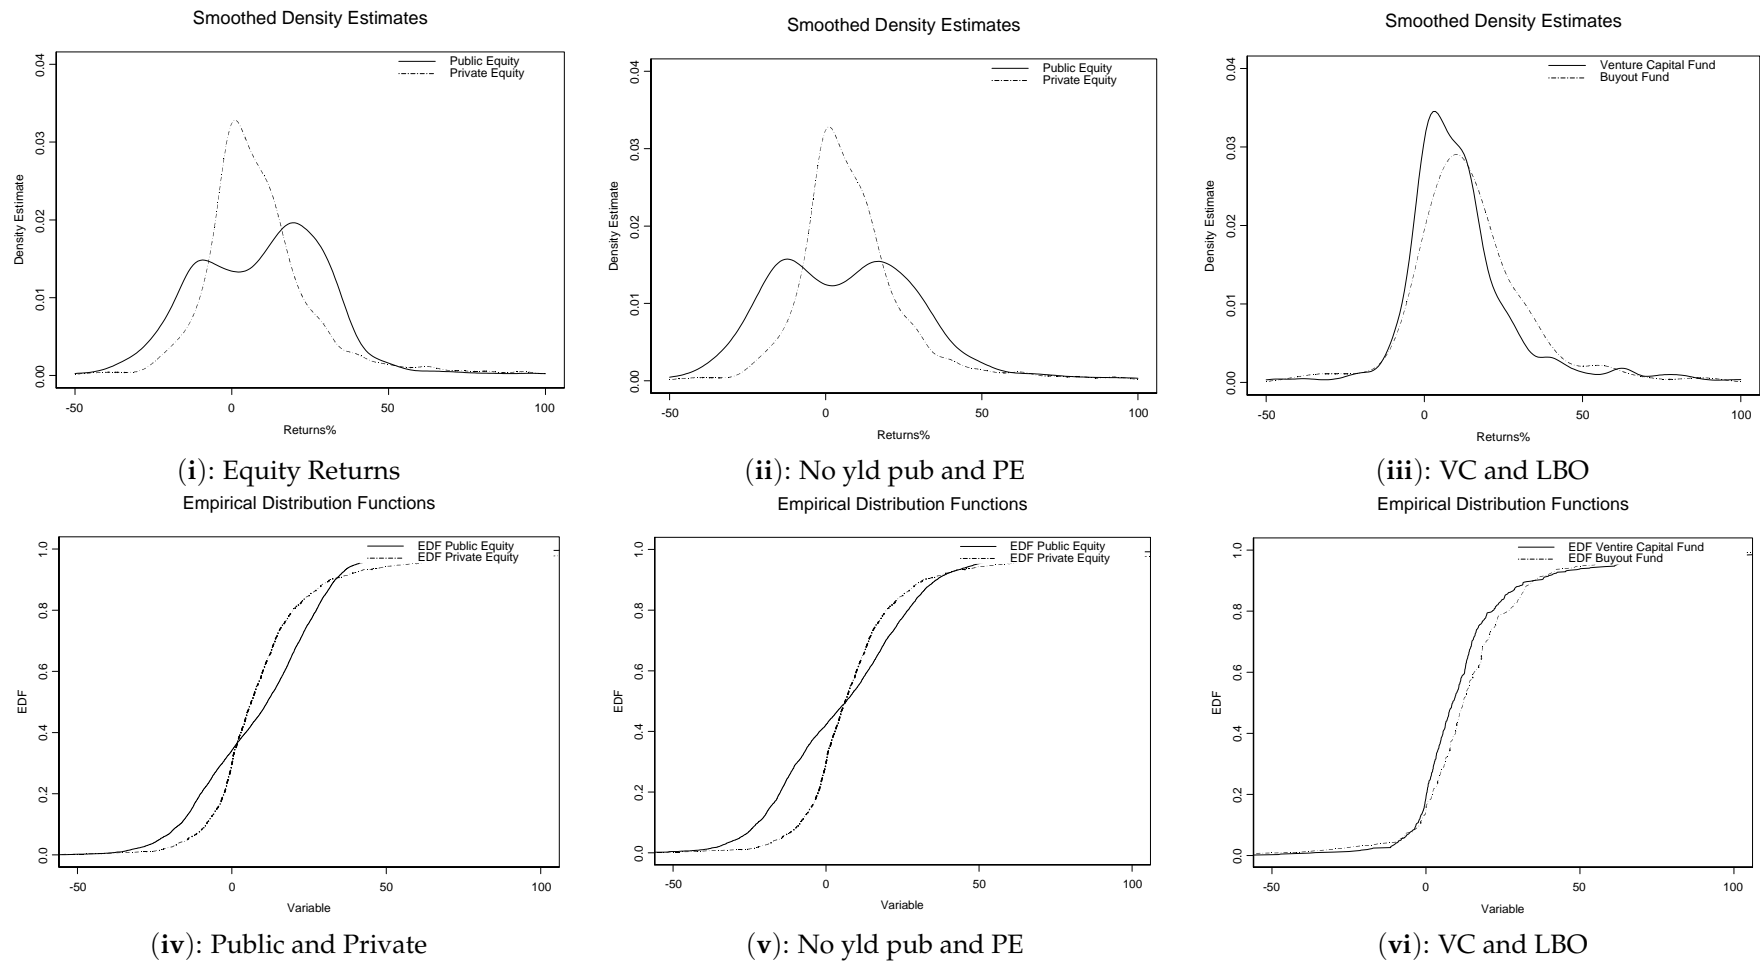 Smoothed Density Estimates
Public Equity
Private Equity
Density Estimate
0.04
0.03
0.02
0.01
0.00
-50 0 50 100
Returns%
(i): Equity Returns
Smoothed Density Estimates
Public Equity
Private Equity
Density Estimate
0.04
0.03
0.02
0.01
0.00
-50 0 50 100
Returns%
(ii): No yld pub and PE
Smoothed Density Estimates
Venture Capital Fund
Buyout Fund
Density Estimate
0.04
0.03
0.02
0.01
0.00
-50 0 50 100
Returns%
(iii): VC and LBO
Empirical Distribution Functions
EDF Public Equity
EDF Private Equity
EDF
1.0
0.8
0.6
0.4
0.2
0.0
-50 0 50 100
Variable
(iv): Public and Private
Empirical Distribution Functions
EDF Public Equity
EDF Private Equity
EDF
1.0
0.8
0.6
0.4
0.2
0.0
-50 0 50 100
Variable
(v): No yld pub and PE
Empirical Distribution Functions
EDF Ventire Capital Fund
EDF Buyout Fund
EDF
1.0
0.8
0.6
0.4
0.2
0.0
-50 0 50 100
Variable
(vi): VC and LBO